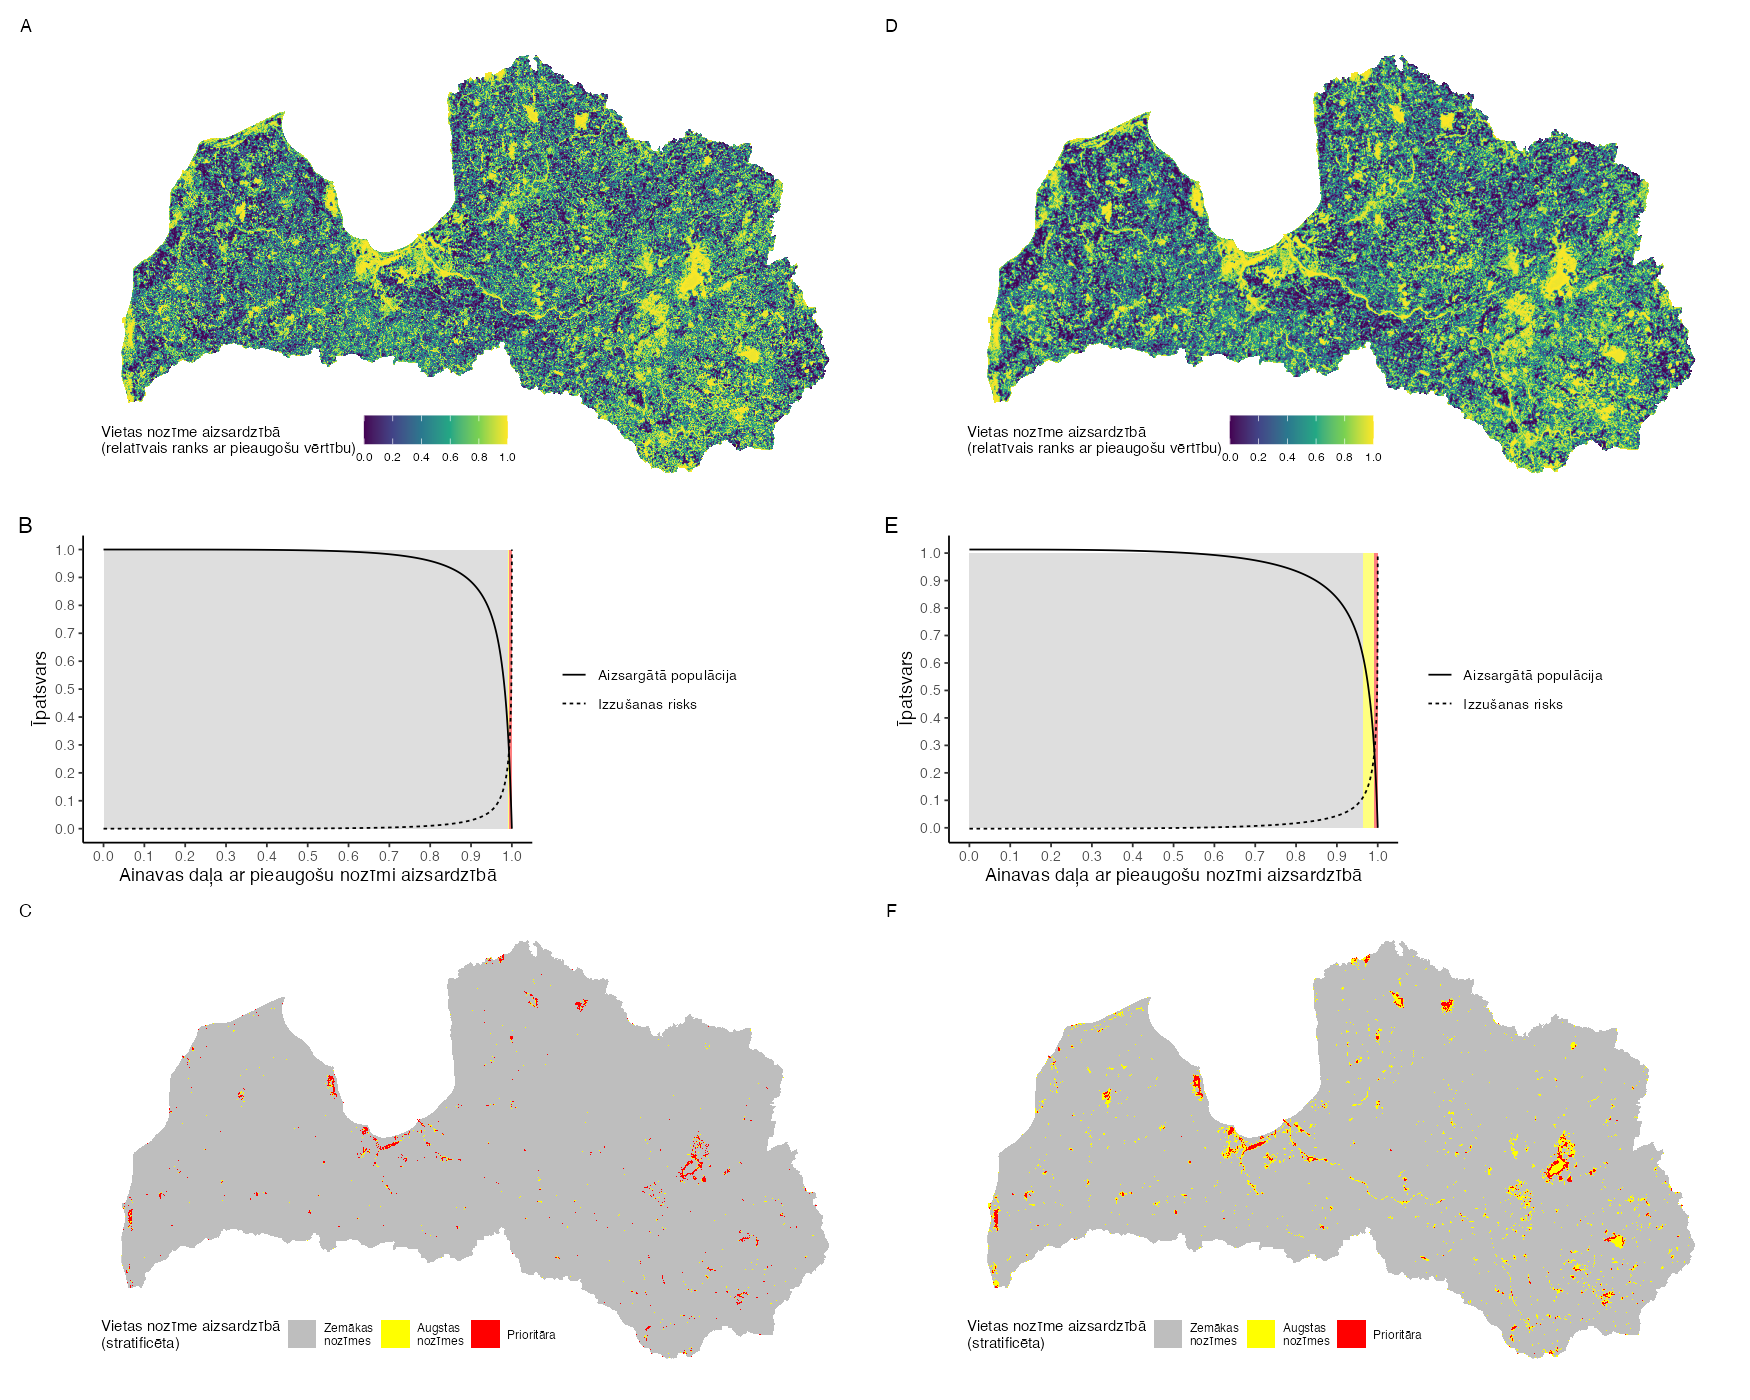 A
D
Vietas nozīme aizsardzībā
(relatīvais ranks ar pieaugošu vērtību)
0.0 0.2 0.4 0.6 0.8 1.0
Vietas nozīme aizsardzībā
(relatīvais ranks ar pieaugošu vērtību)
0.0 0.2 0.4 0.6 0.8 1.0
B
1.0
0.9
0.8
0.7
0.6
0.5
0.4
0.3
0.2
0.1
0.0
Īpatsvars
0.0 0.1 0.2 0.3 0.4 0.5 0.6 0.7 0.8 0.9 1.0
Ainavas daļa ar pieaugošu nozīmi aizsardzībā
Aizsargātā populācija
Izzušanas risks
E
1.0
0.9
0.8
0.7
0.6
0.5
0.4
0.3
0.2
0.1
0.0
Īpatsvars
0.0 0.1 0.2 0.3 0.4 0.5 0.6 0.7 0.8 0.9 1.0
Ainavas daļa ar pieaugošu nozīmi aizsardzībā
Aizsargātā populācija
Izzušanas risks
C
F
Vietas nozīme aizsardzībā
(stratificēta)
Zemākas
nozīmes
Augstas
nozīmes
Prioritāra
Vietas nozīme aizsardzībā
(stratificēta)
Zemākas
nozīmes
Augstas
nozīmes
Prioritāra